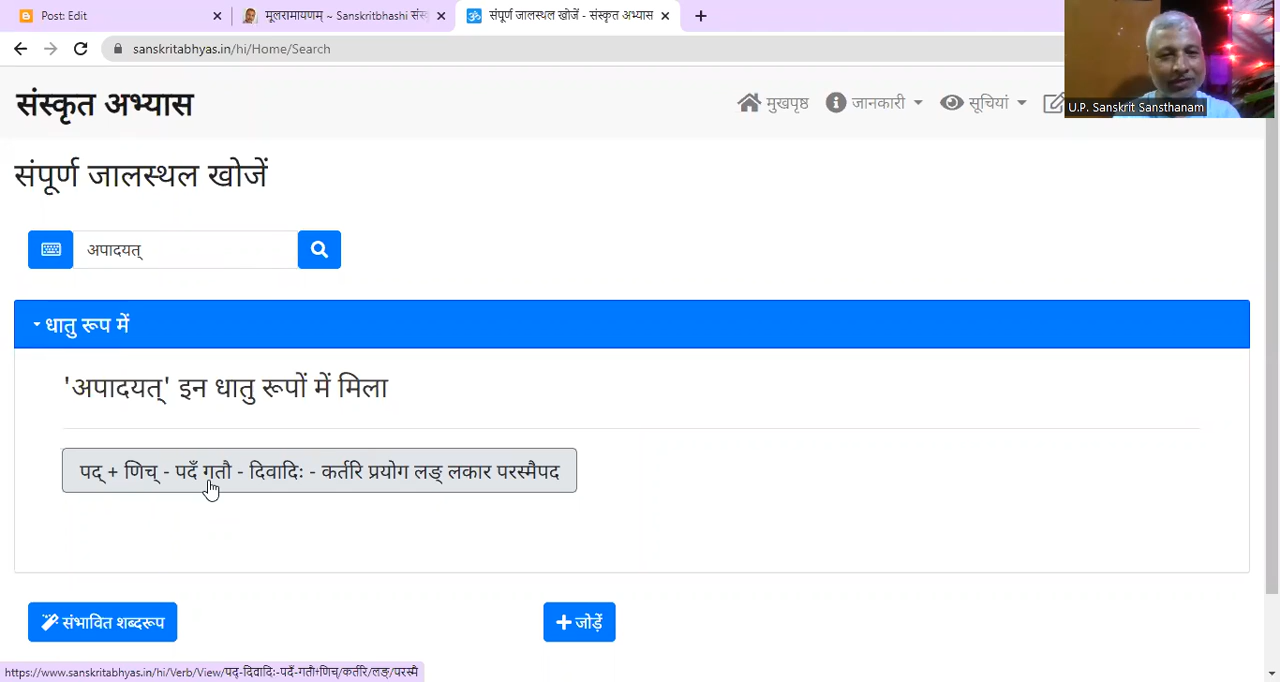 Post: Edit
मूलरामायणम् ~ Sanskritbhashi संस्
संपूर्ण जालस्थल खोजें - संस्कृत अभ्यास
sanskritabhyas.in/hi/Home/Search
संस्कृत अभ्यास
मुखपृष्ठ
जानकारी
सूचियां
U.P. Sanskrit Sansthanam
संपूर्ण जालस्थल खोजें
अपादयत्
धातु रूप में
'अपादयत्' इन धातु रूपों में मिला
पद् + णिच् - पदँ गतौ - दिवादिः - कर्तरि प्रयोग लङ् लकार परस्मैपद
संभावित शब्दरूप
जोड़ें
https://www.sanskritabhyas.in/hi/Verb/View/पद्-दिवादिः-पदँ-गतौ+णिच्/कर्तरि/लङ्/परस्मै